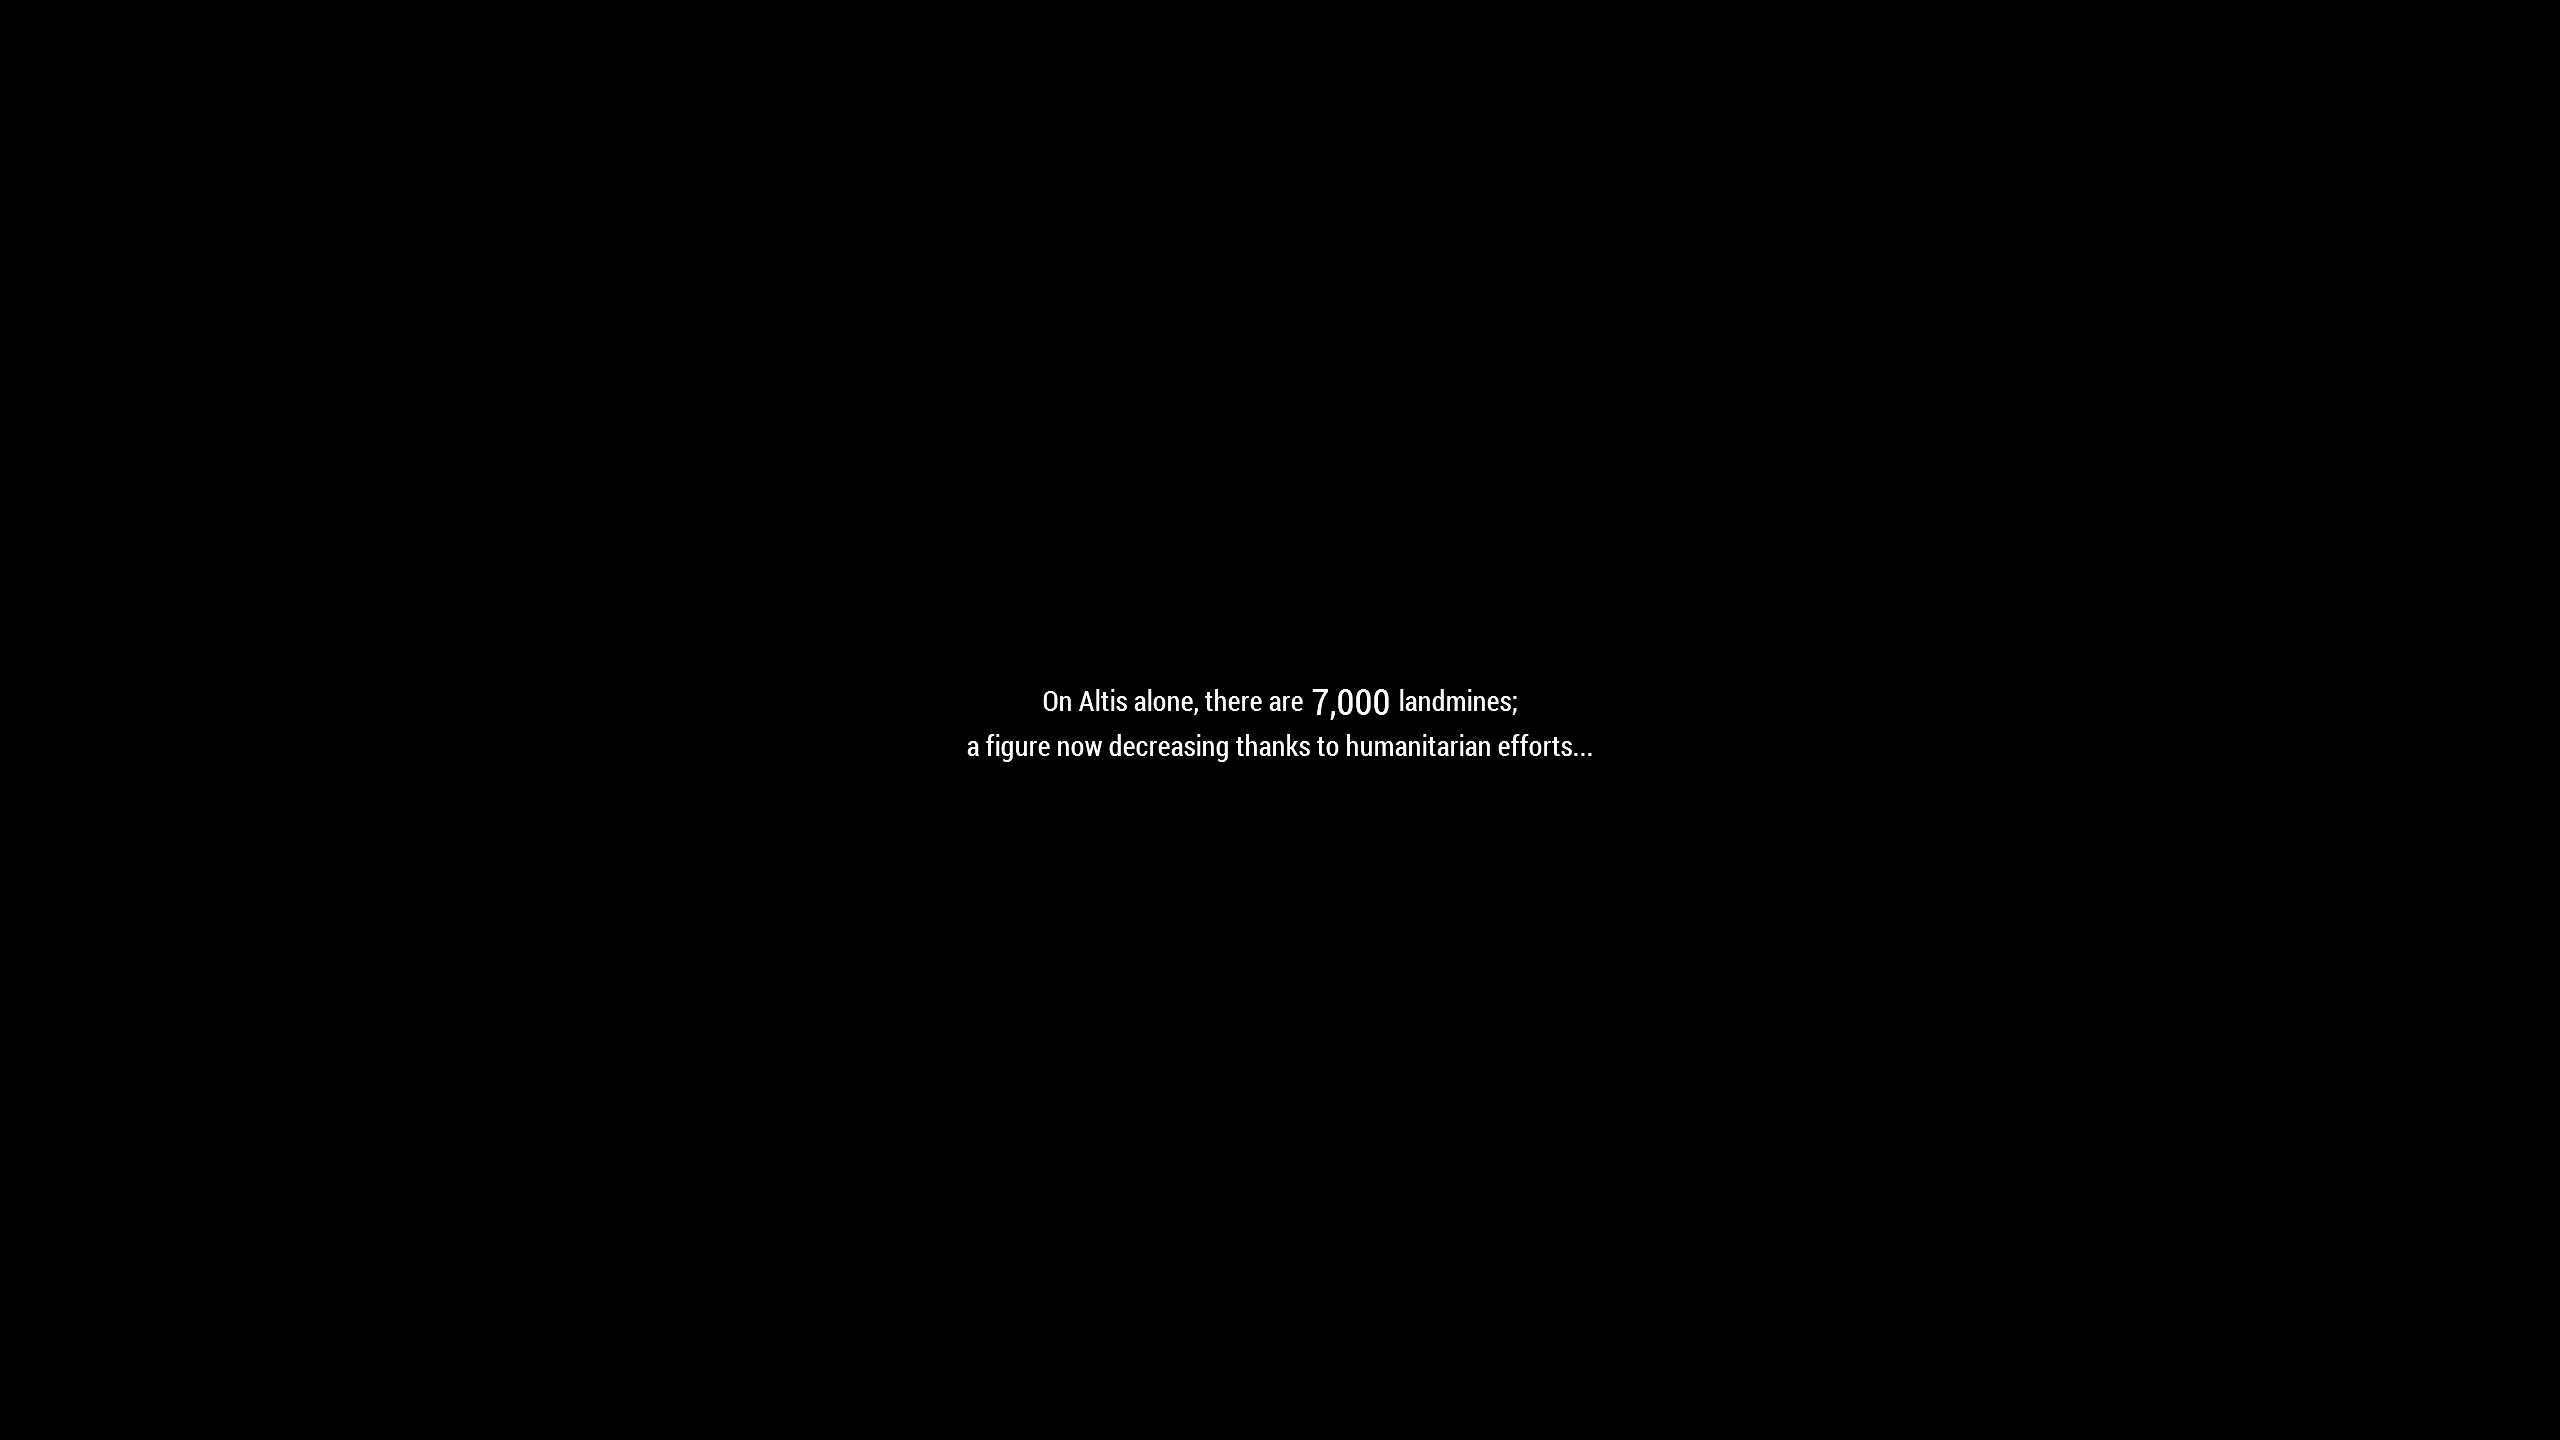 On Altis alone, there are 7,000 landmines;
a figure now decreasing thanks to humanitarian efforts...